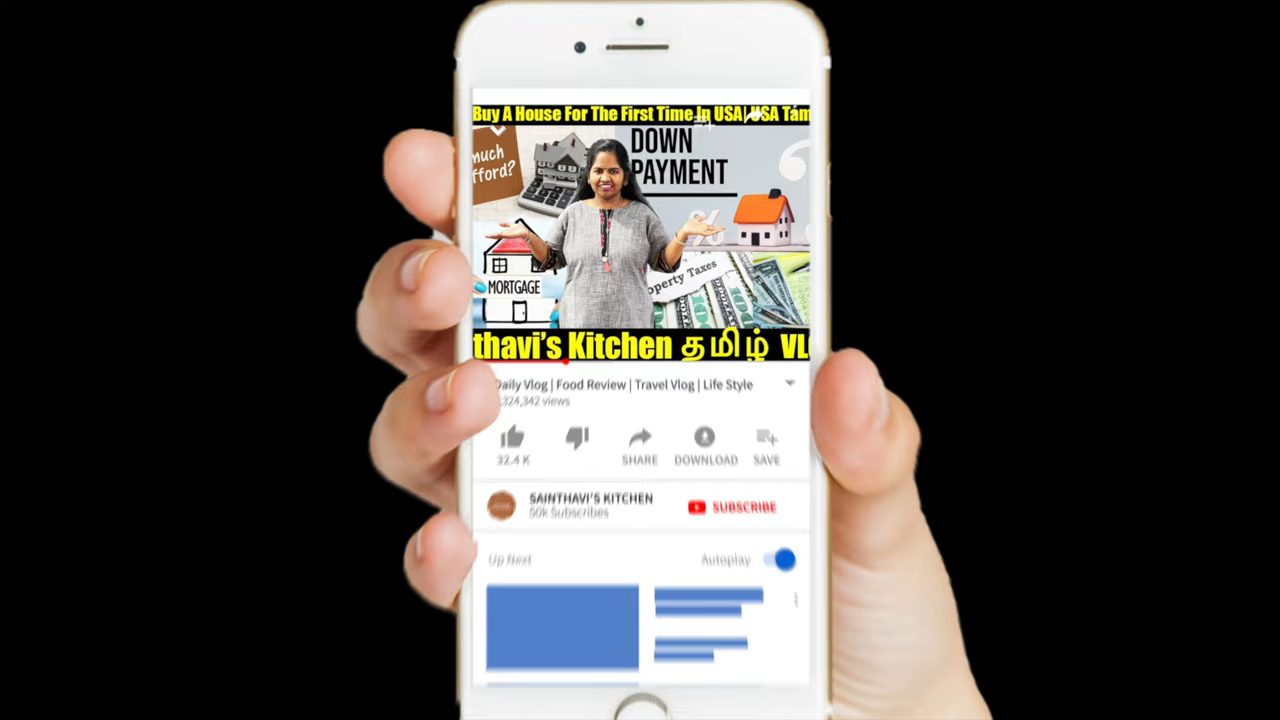 Buy A House For The First Time In USA| USA Tam
much
fford?
DOWN
PAYMENT
%
MORTGAGE
operty Taxes
thavi's Kitchen தமிழ் VL
Daily Vlog | Food Review | Travel Vlog | Life Style
,324,342 views
32.4 K
SHARE
DOWNLOAD
SAVE
SAINTHAVI'S KITCHEN
50k Subscribes
SUBSCRIBE
Up Next
Autoplay